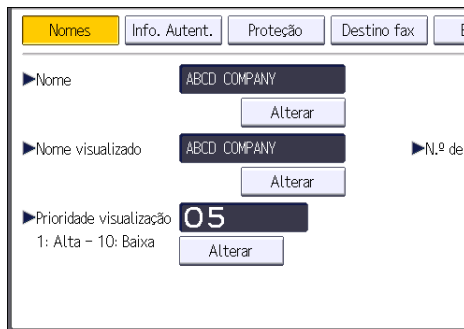 Nomes Info. Autent. Proteção Destino fax E
►Nome ABCD COMPANY
Alterar
►Nome visualizado ABCD COMPANY ►N.º de
Alterar
►Prioridade visualização 05
1: Alta - 10: Baixa Alterar